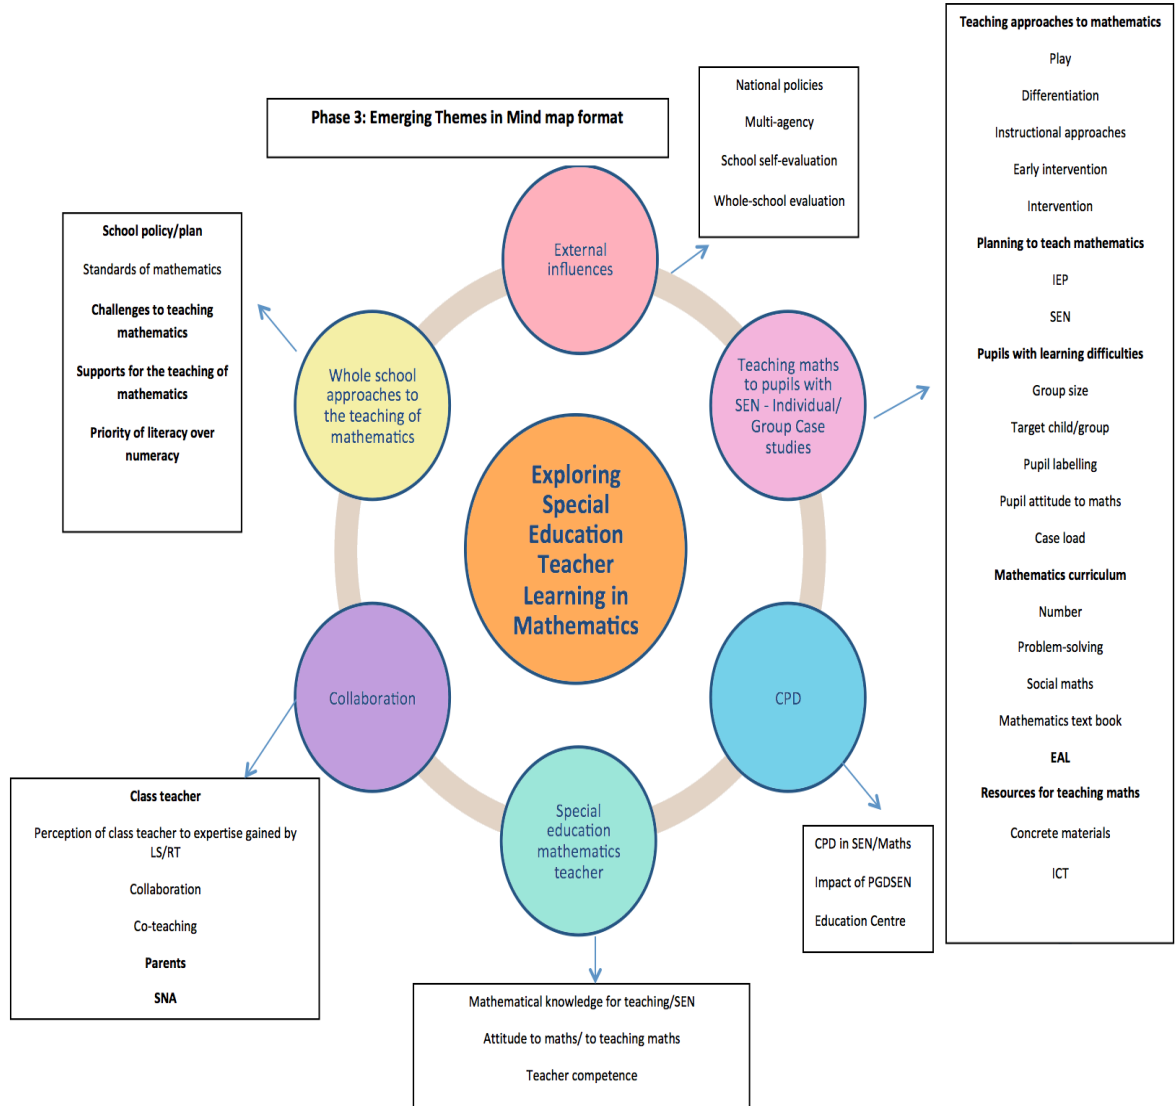 Phase 3: Emerging Themes in Mind map format
National policies
Multi-agency
School self-evaluation
Whole-school evaluation
Teaching approaches to mathematics
Play
Differentiation
Instructional approaches
Early intervention
Intervention
Planning to teach mathematics
IEP
SEN
Pupils with learning difficulties
Group size
Target child/group
Pupil labelling
Pupil attitude to maths
Case load
Mathematics curriculum
Number
Problem-solving
Social maths
Mathematics text book
EAL
Resources for teaching maths
Concrete materials
ICT
School policy/plan
Standards of mathematics
Challenges to teaching
mathematics
Supports for the teaching of
mathematics
Priority of literacy over
numeracy
External
influences
Whole school
approaches to
the teaching of
mathematics
Teaching maths
to pupils with
SEN - Individual/
Group Case
studies
Exploring
Special
Education
Teacher
Learning in
Mathematics
Collaboration
CPD
Special
education
mathematics
teacher
Class teacher
Perception of class teacher to expertise gained by
LS/RT
Collaboration
Co-teaching
Parents
SNA
CPD in SEN/Maths
Impact of PGDSEN
Education Centre
Mathematical knowledge for teaching/SEN
Attitude to maths/ to teaching maths
Teacher competence